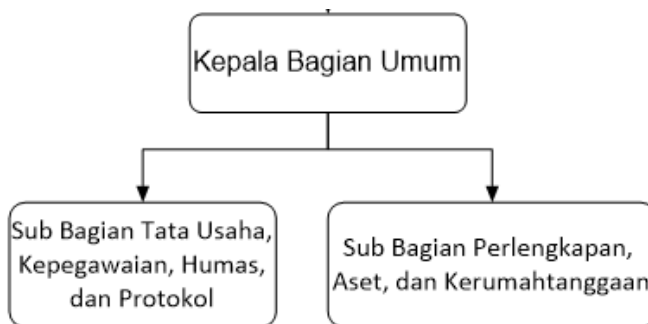 Kepala Bagian Umum
Sub Bagian Tata Usaha,
Kepegawaian, Humas,
dan Protokol
Sub Bagian Perlengkapan,
Aset, dan Kerumahtanggaan